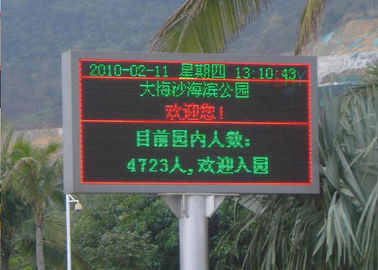 2010-02-11 星期四 13:10:43
大梅沙海滨公园
欢迎您!
目前园内人数:
4723人,欢迎入园